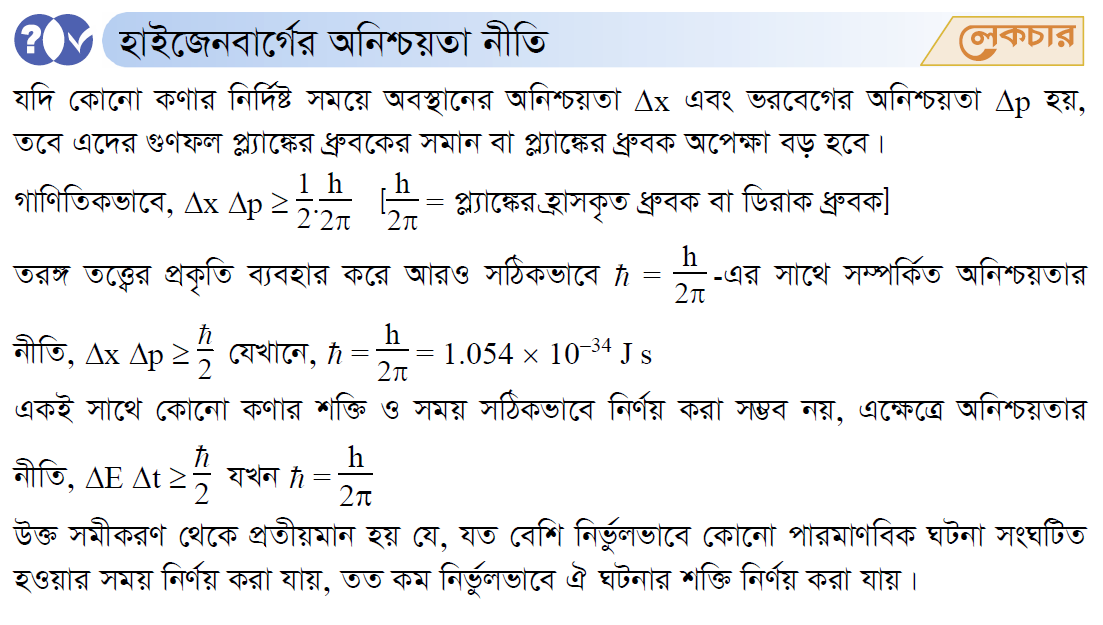 হাইজেনবার্গের অনিশ্চয়তা নীতি
লেকচার
যদি কোনো কণার নির্দিষ্ট সময়ে অবস্থানের অনিশ্চয়তা Δx এবং ভরবেগের অনিশ্চয়তা Δp হয়,
তবে এদের গুণফল প্ল্যাঙ্কের ধ্রুবকের সমান বা প্ল্যাঙ্কের ধ্রুবক অপেক্ষা বড় হবে।
গাণিতিকভাবে, Δx Δp ≥ 1/2 · h/2π [h/2π = প্ল্যাঙ্কের হ্রাসকৃত ধ্রুবক বা ডিরাক ধ্রুবক]
তরঙ্গ তত্ত্বের প্রকৃতি ব্যবহার করে আরও সঠিকভাবে ħ = h/2π -এর সাথে সম্পর্কিত অনিশ্চয়তার
নীতি, Δx Δp ≥ ħ/2 যেখানে, ħ = h/2π = 1.054 × 10⁻³⁴ J s
একই সাথে কোনো কণার শক্তি ও সময় সঠিকভাবে নির্ণয় করা সম্ভব নয়, এক্ষেত্রে অনিশ্চয়তার
নীতি, ΔE Δt ≥ ħ/2 যখন ħ = h/2π
উক্ত সমীকরণ থেকে প্রতীয়মান হয় যে, যত বেশি নির্ভুলভাবে কোনো পারমাণবিক ঘটনা সংঘটিত
হওয়ার সময় নির্ণয় করা যায়, তত কম নির্ভুলভাবে ঐ ঘটনার শক্তি নির্ণয় করা যায়।